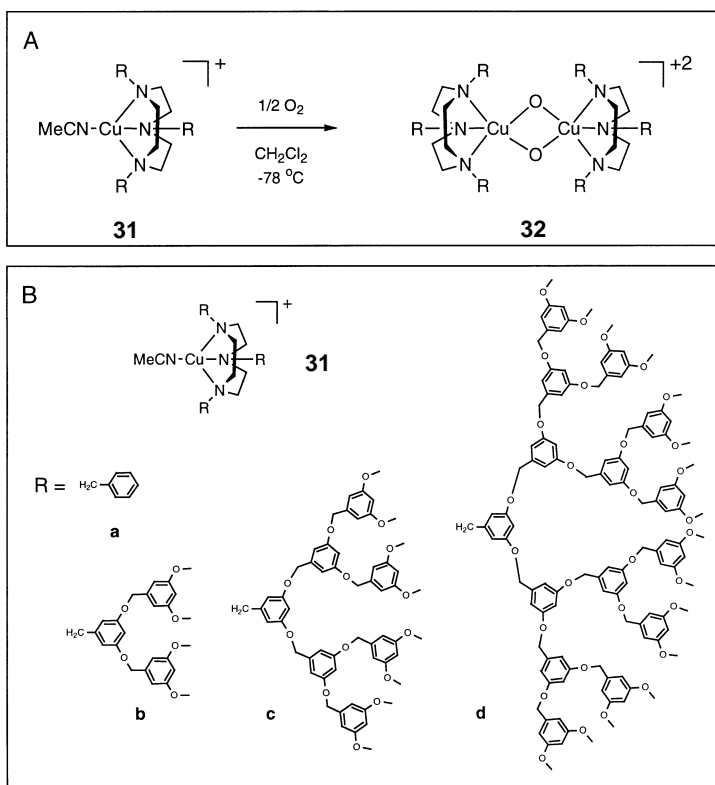 A
R
+
N
MeCN-Cu N R
N
R
31
1/2 O2
CH2Cl2
-78 °C
R R +2
N O N
R N Cu Cu N R
N O N
R R
32
B
R
+
N
MeCN-Cu N R
N
R
31
R = H2C
a
H2C
b
H2C
c
H2C
d